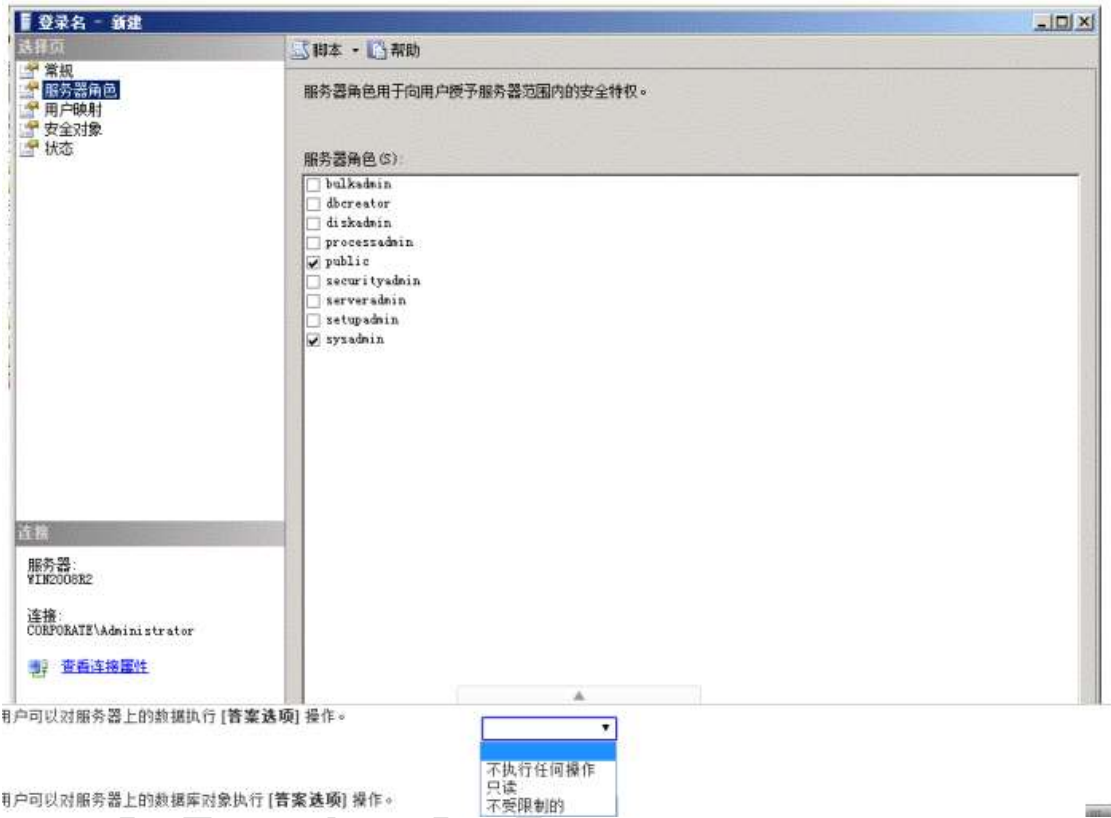 登录名 - 新建
选择页
常规
服务器角色
用户映射
安全对象
状态
脚本
帮助
服务器角色用于向用户授予服务器范围内的安全特权。
服务器角色(S):
bulkadmin
dbcreator
diskadmin
processadmin
public
securityadmin
serveradmin
setupadmin
sysadmin
连接
服务器:
WIN2008R2
连接:
CORPORATE\Administrator
查看连接属性
用户可以对服务器上的数据执行 [答案选项] 操作。
不执行任何操作
只读
不受限制的
用户可以对服务器上的数据库对象执行 [答案选项] 操作。